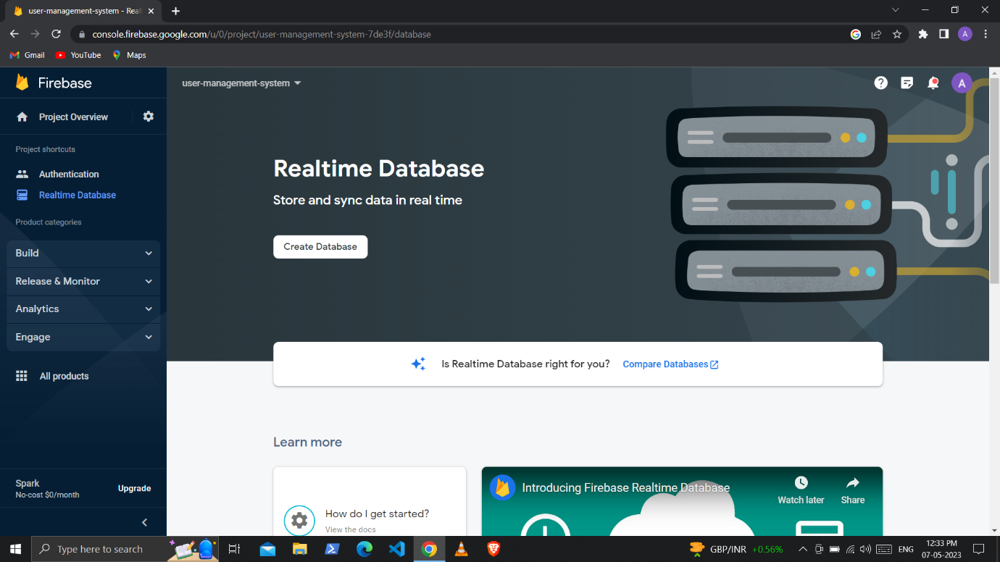 user-management-system - Real
console.firebase.google.com/u/0/project/user-management-system-7de3f/database
A
Gmail
YouTube
Maps
Firebase
user-management-system
A
Project Overview
Project shortcuts
Authentication
Realtime Database
Product categories
Build
Release & Monitor
Analytics
Engage
All products
Spark
No-cost $0/month
Upgrade
Realtime Database
Store and sync data in real time
Create Database
Is Realtime Database right for you? Compare Databases
Learn more
How do I get started?
View the docs
Introducing Firebase Realtime Database
Watch later
Share
Type here to search
GBP/INR +0.56%
ENG
12:33 PM
07-05-2023